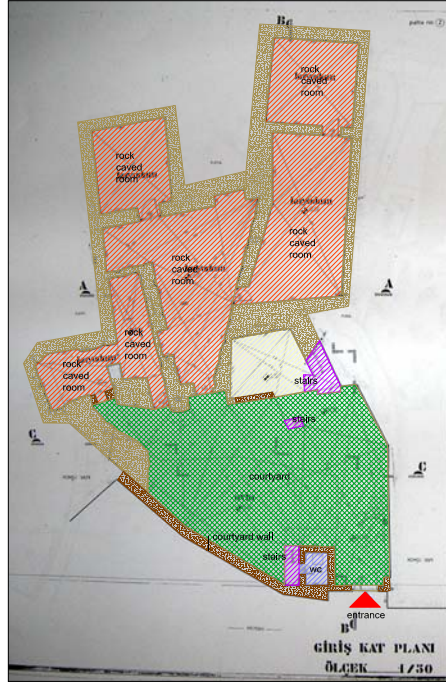 B
pafta no 2
rock
caved
room
rock
caved
room
rock
caved
room
rock
caved
room
A
A
rock
caved
room
rock
caved
room
stairs
stairs
C
C
courtyard
courtyard wall
stairs
wc
entrance
B
GİRİŞ KAT PLANI
ÖLÇEK 1/50